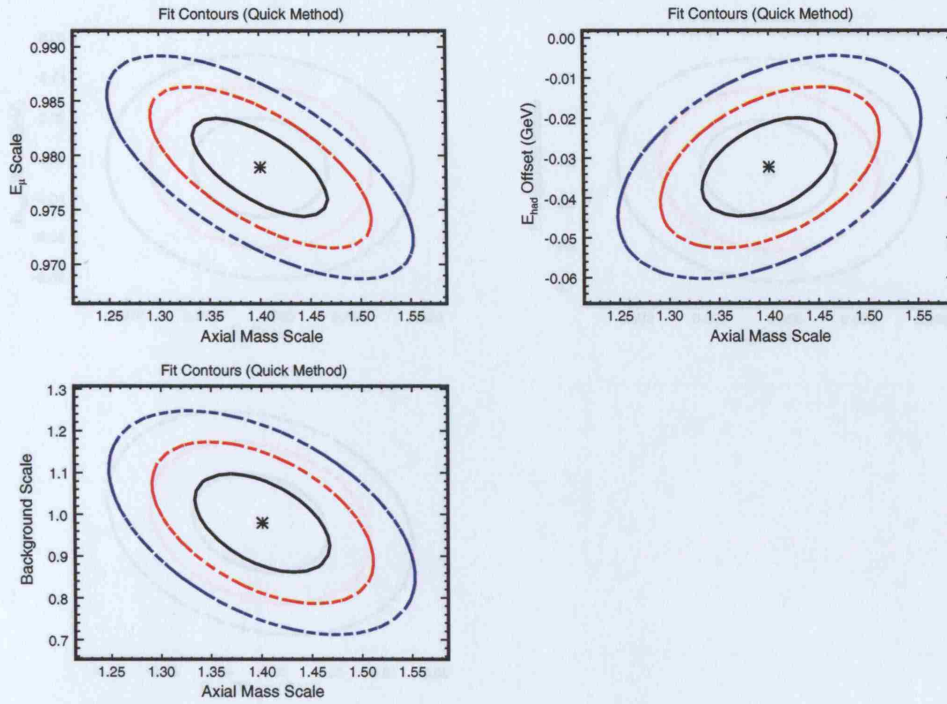 Fit Contours (Quick Method)
0.990
0.985
0.980
0.975
0.970
Eμ Scale
1.25 1.30 1.35 1.40 1.45 1.50 1.55
Axial Mass Scale
Fit Contours (Quick Method)
0.00
-0.01
-0.02
-0.03
-0.04
-0.05
-0.06
Ehad Offset (GeV)
1.25 1.30 1.35 1.40 1.45 1.50 1.55
Axial Mass Scale
Fit Contours (Quick Method)
1.3
1.2
1.1
1.0
0.9
0.8
0.7
Background Scale
1.25 1.30 1.35 1.40 1.45 1.50 1.55
Axial Mass Scale